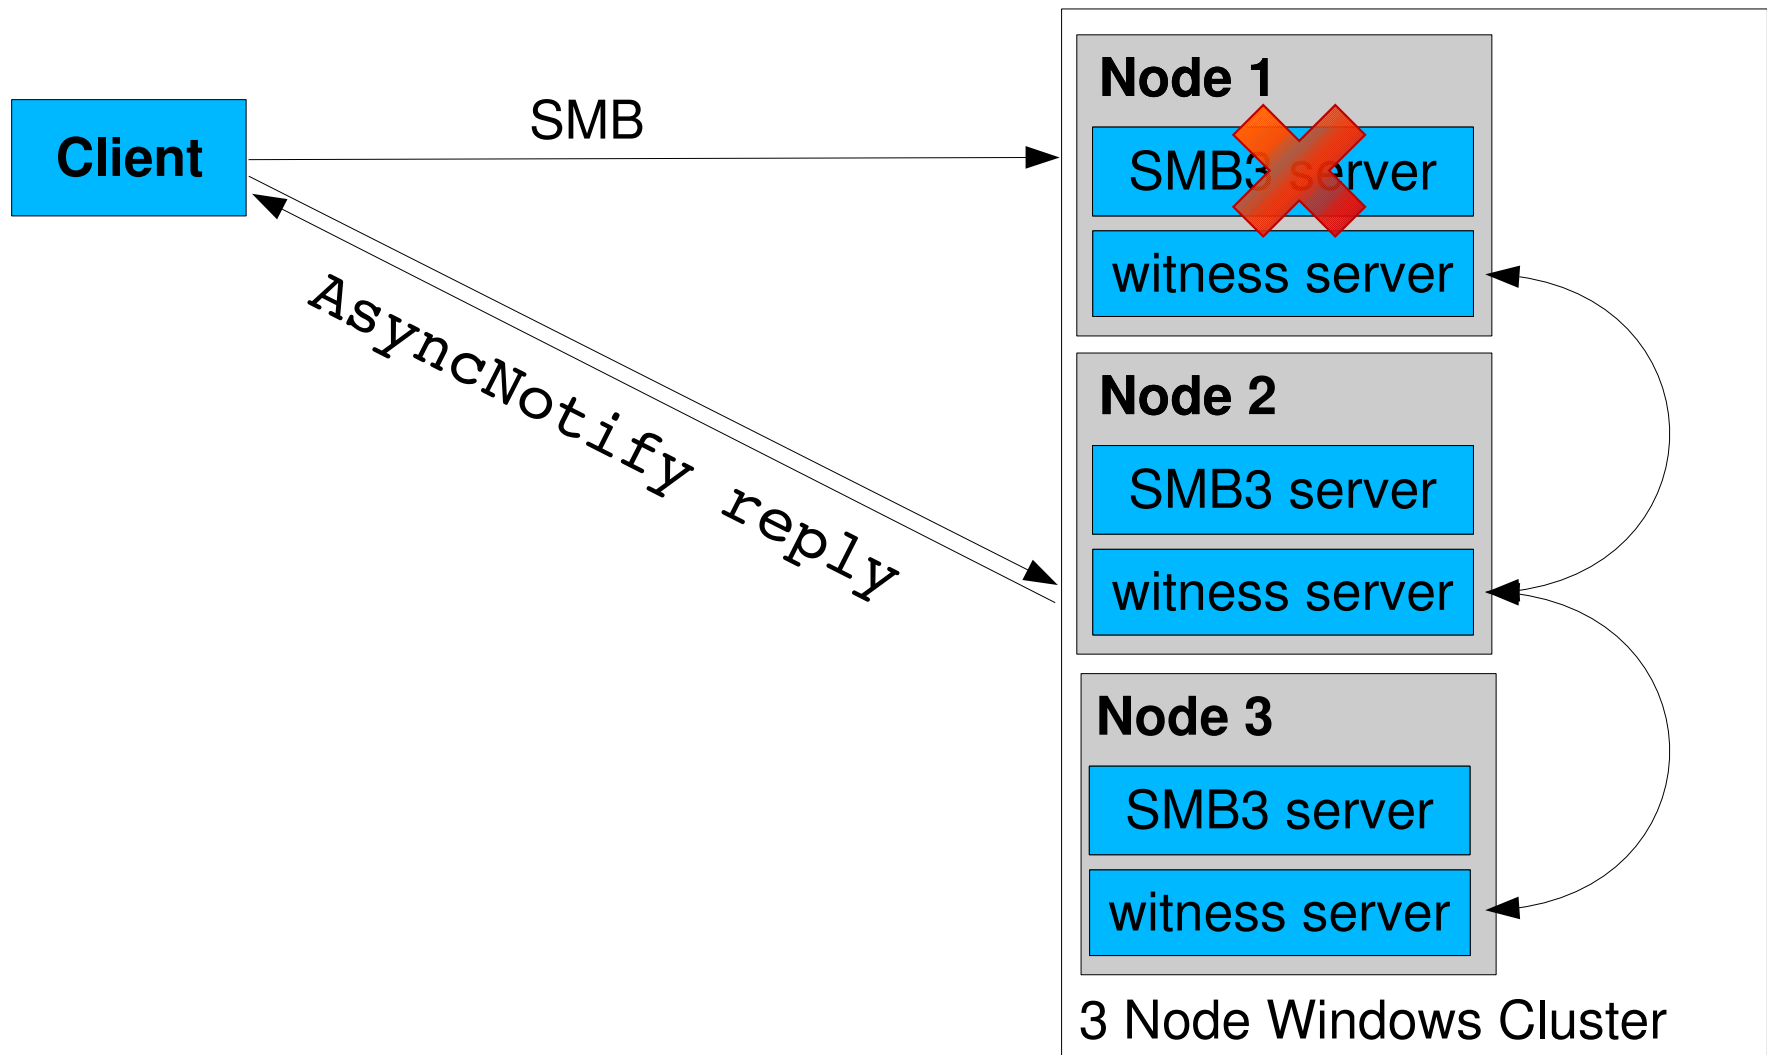 Client
SMB
AsyncNotify reply
Node 1
SMB3 server
witness server
Node 2
SMB3 server
witness server
Node 3
SMB3 server
witness server
3 Node Windows Cluster